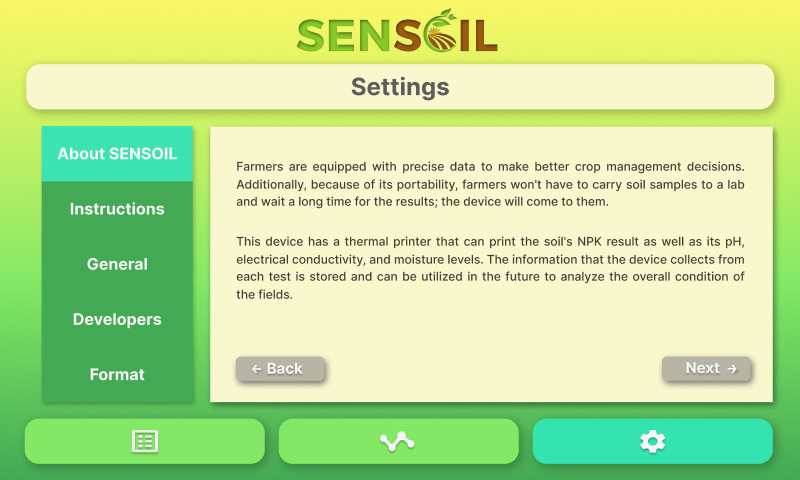 SENSOIL
Settings
About SENSOIL
Instructions
General
Developers
Format
Farmers are equipped with precise data to make better crop management decisions.
Additionally, because of its portability, farmers won't have to carry soil samples to a lab
and wait a long time for the results; the device will come to them.
This device has a thermal printer that can print the soil's NPK result as well as its pH,
electrical conductivity, and moisture levels. The information that the device collects from
each test is stored and can be utilized in the future to analyze the overall condition of
the fields.
← Back
Next →